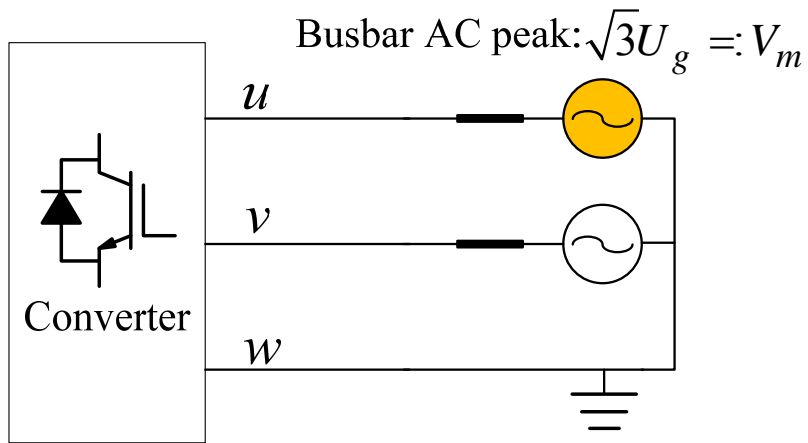 Busbar AC peak: √3U_g =: V_m
u
v
Converter
w